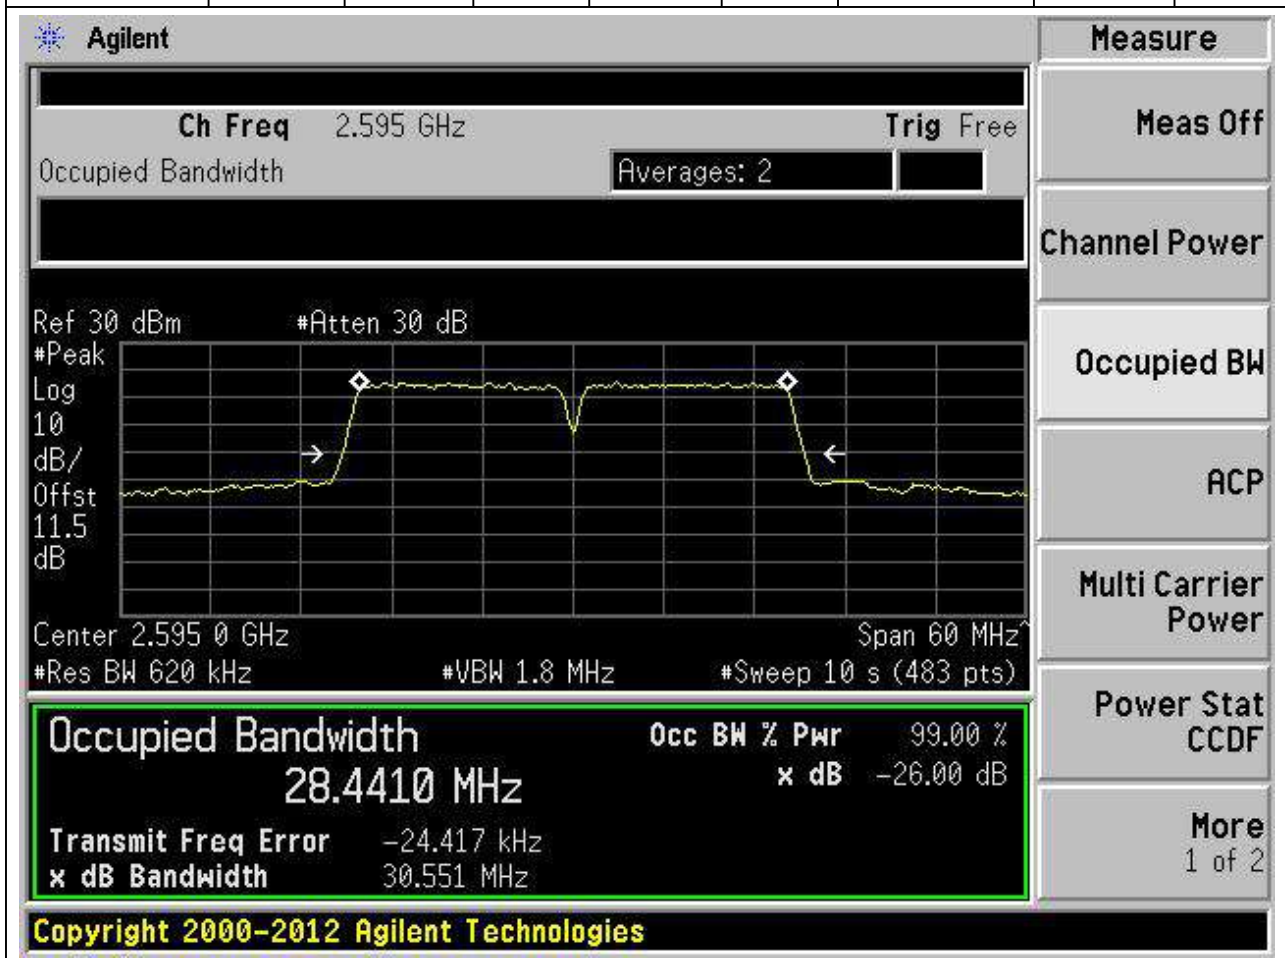 Agilent
Measure
Ch Freq 2.595 GHz Trig Free
Meas Off
Occupied Bandwidth Averages: 2
Channel Power
Ref 30 dBm #Atten 30 dB
#Peak
Log
10
dB/
Offst
11.5
dB
Occupied BW
ACP
Center 2.595 0 GHz Span 60 MHz^
#Res BW 620 kHz #VBW 1.8 MHz #Sweep 10 s (483 pts)
Multi Carrier
Power
Occupied Bandwidth Occ BW % Pwr 99.00 %
28.4410 MHz x dB -26.00 dB
Transmit Freq Error -24.417 kHz
x dB Bandwidth 30.551 MHz
Power Stat
CCDF
More
1 of 2
Copyright 2000-2012 Agilent Technologies